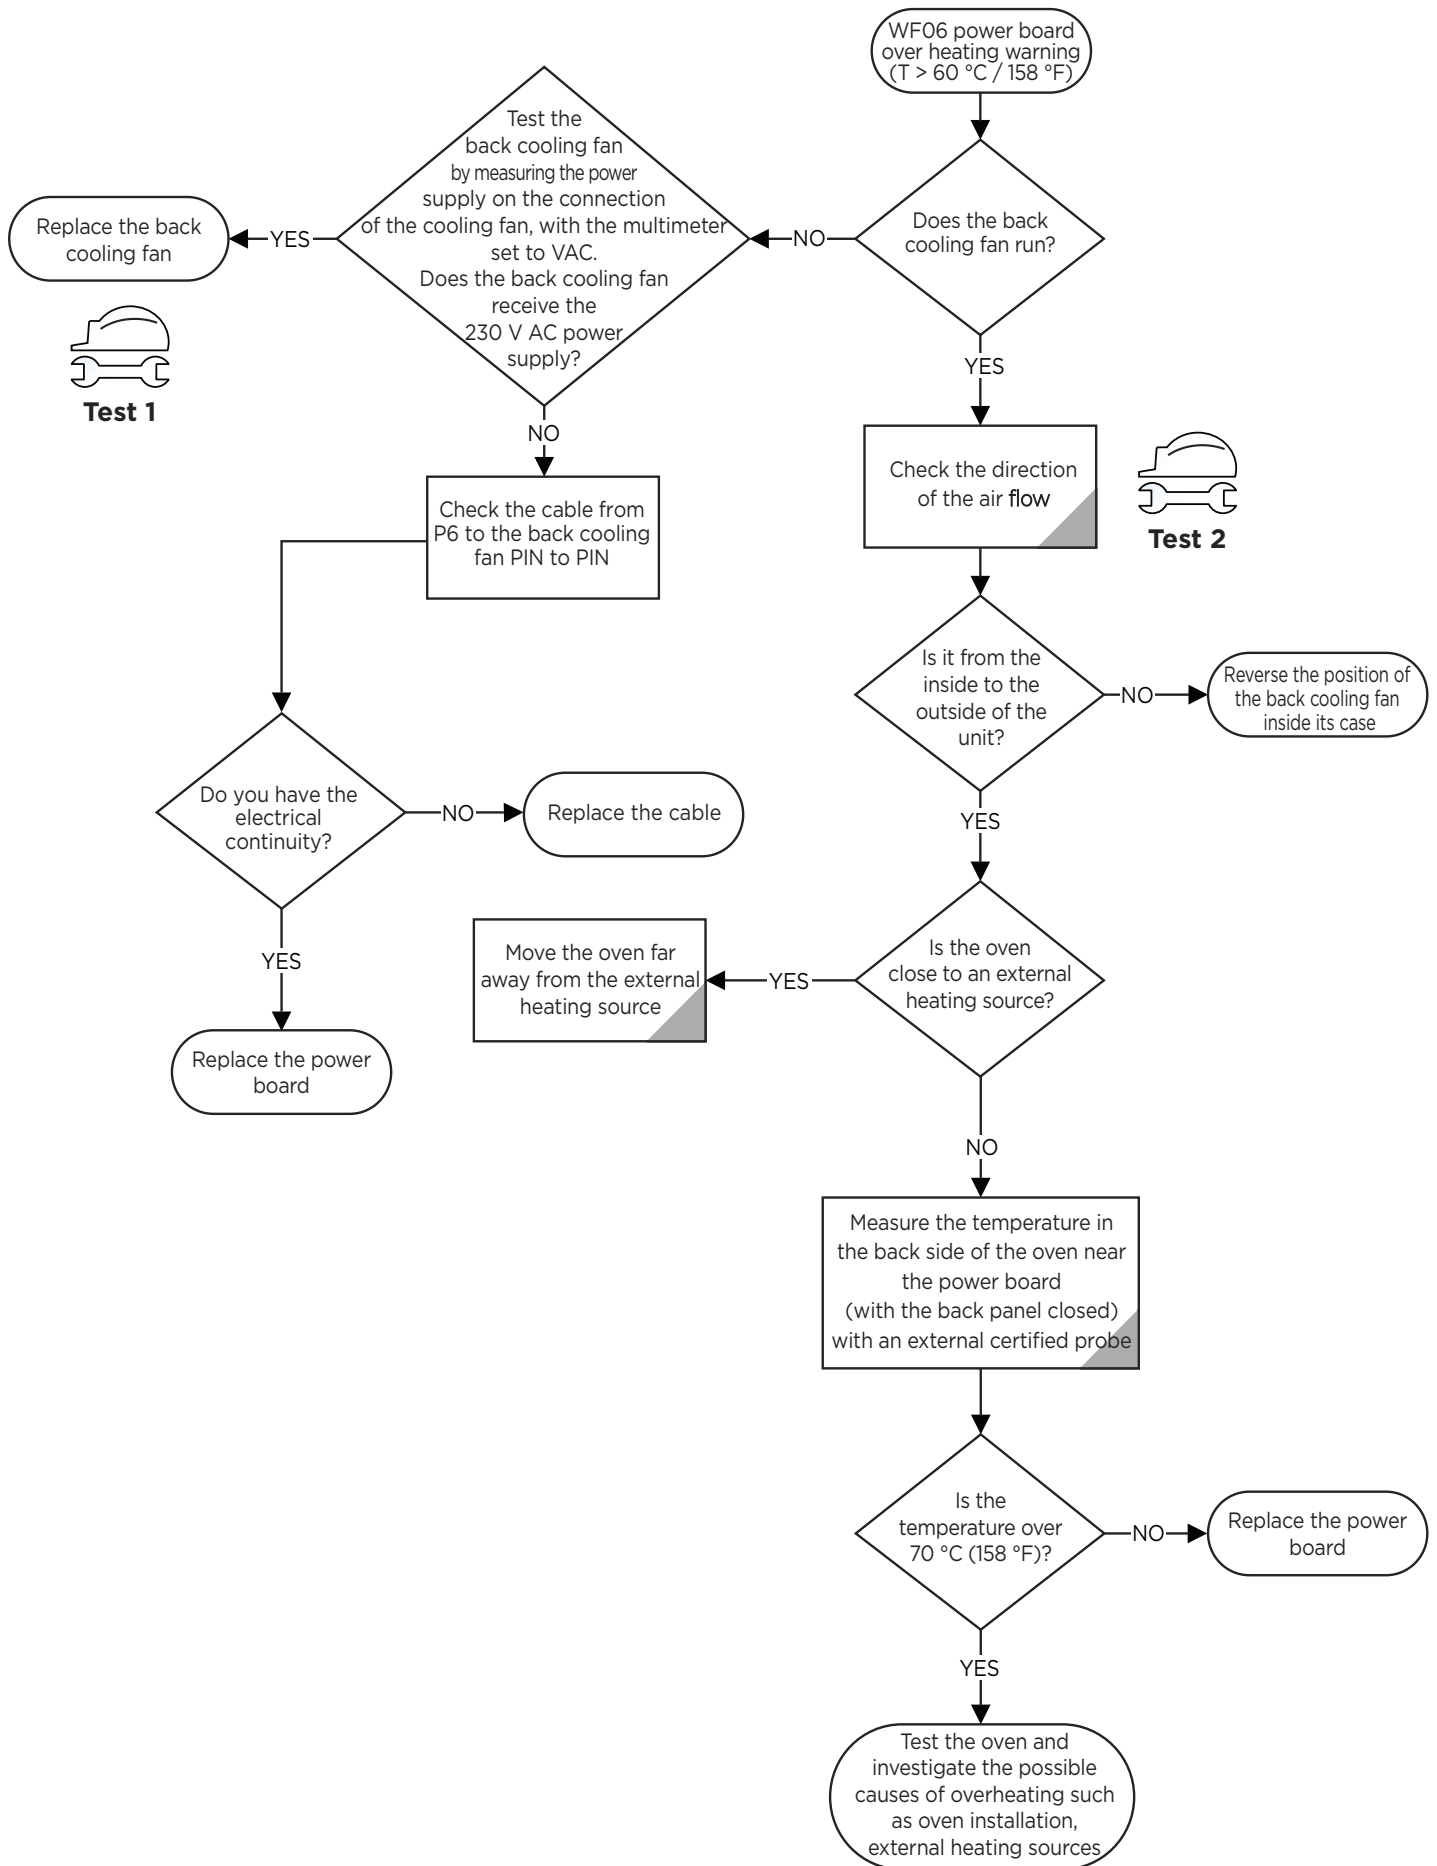 WF06 power board
over heating warning
(T > 60 °C / 158 °F)
Does the back
cooling fan run?
NO
Test the
back cooling fan
by measuring the power
supply on the connection
of the cooling fan, with the multimeter
set to VAC.
Does the back cooling fan
receive the
230 V AC power
supply?
YES
Replace the back
cooling fan
Test 1
NO
Check the cable from
P6 to the back cooling
fan PIN to PIN
Do you have the
electrical
continuity?
NO
Replace the cable
YES
Replace the power
board
YES
Check the direction
of the air flow
Test 2
Is it from the
inside to the
outside of the
unit?
NO
Reverse the position of
the back cooling fan
inside its case
YES
Is the oven
close to an external
heating source?
YES
Move the oven far
away from the external
heating source
NO
Measure the temperature in
the back side of the oven near
the power board
(with the back panel closed)
with an external certified probe
Is the
temperature over
70 °C (158 °F)?
NO
Replace the power
board
YES
Test the oven and
investigate the possible
causes of overheating such
as oven installation,
external heating sources